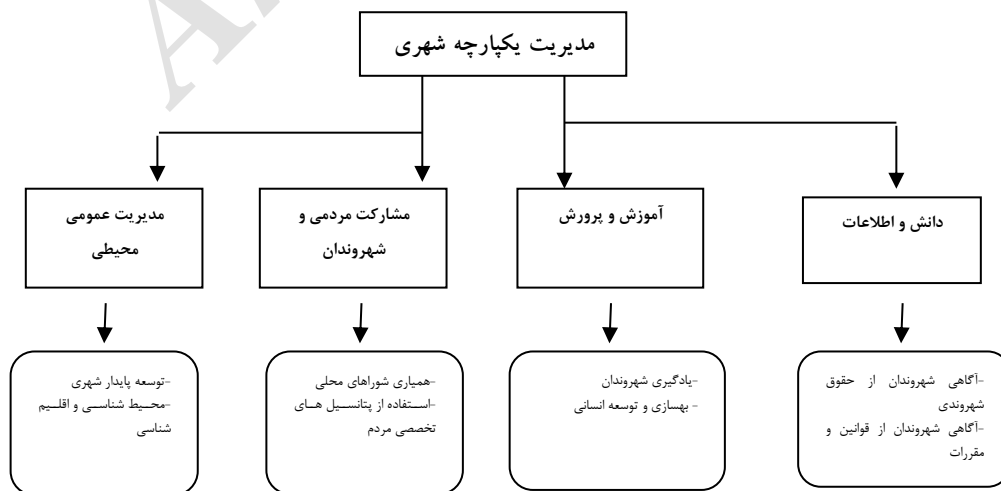 مدیریت یکپارچه شهری
دانش و اطلاعات
آموزش و پرورش
مشارکت مردمی و
شهروندان
مدیریت عمومی
محیطی
-آگاهی شهروندان از حقوق
شهروندی
-آگاهی شهروندان از قوانین و
مقررات
-یادگیری شهروندان
- بهسازی و توسعه انسانی
-همیاری شوراهای محلی
-استفاده از پتانسیل های
تخصصی مردم
-توسعه پایدار شهری
-محیط شناسی و اقلیم
شناسی